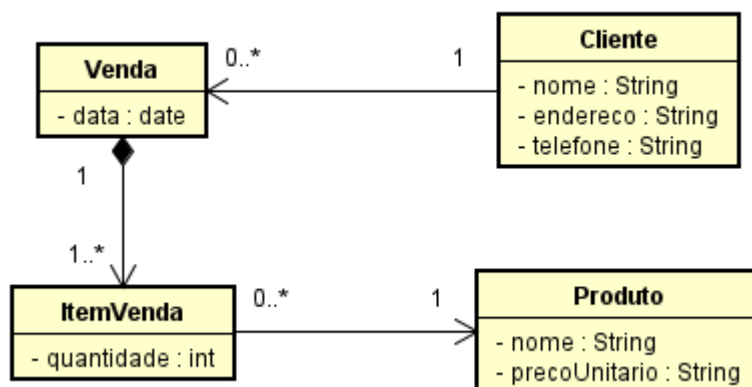 Cliente
- nome : String
- endereco : String
- telefone : String
Venda
- data : date
0..*
1
1
1..*
ItemVenda
- quantidade : int
0..*
1
Produto
- nome : String
- precoUnitario : String